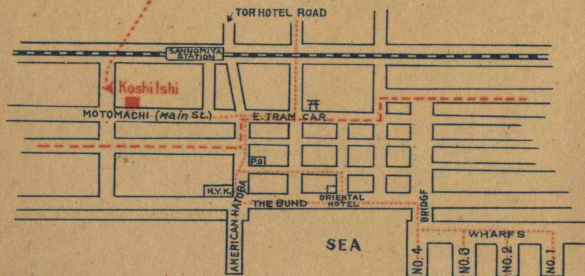 TOR HOTEL ROAD
SANNOMIYA
STATION
Koshi Ishi
MOTOMACHI (Main St.)
E. TRAM CAR
P.O
N.Y.K.
AMERICAN HATOBA
THE BUND
ORIENTAL
HOTEL
BRIDGE
SEA
WHARFS
NO. 4
NO. 3
NO. 2
NO. 1